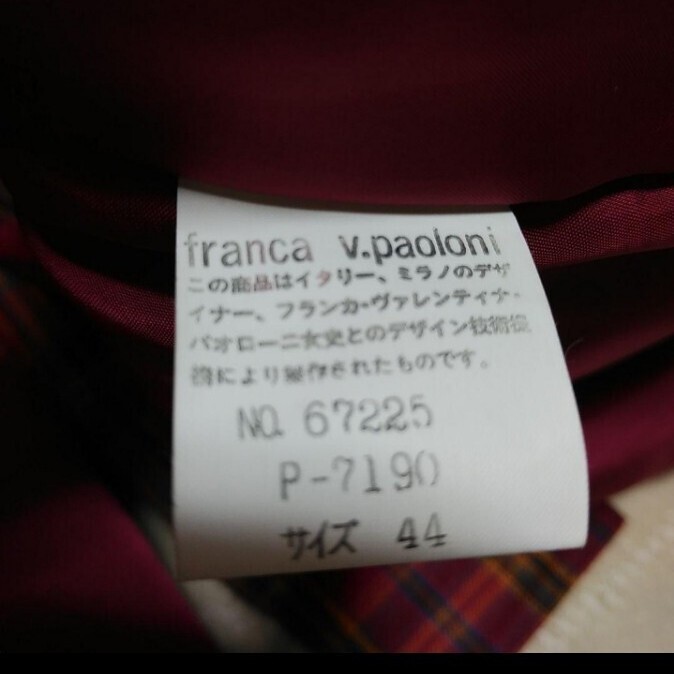 franca v.paoloni
この商品はイタリー、ミラノのデザ
イナー、フランカ・ヴァレンティナ・
パオローニ女史とのデザイン技術提
携により製作されたものです。
NO. 67225
P-7190
サイズ 44